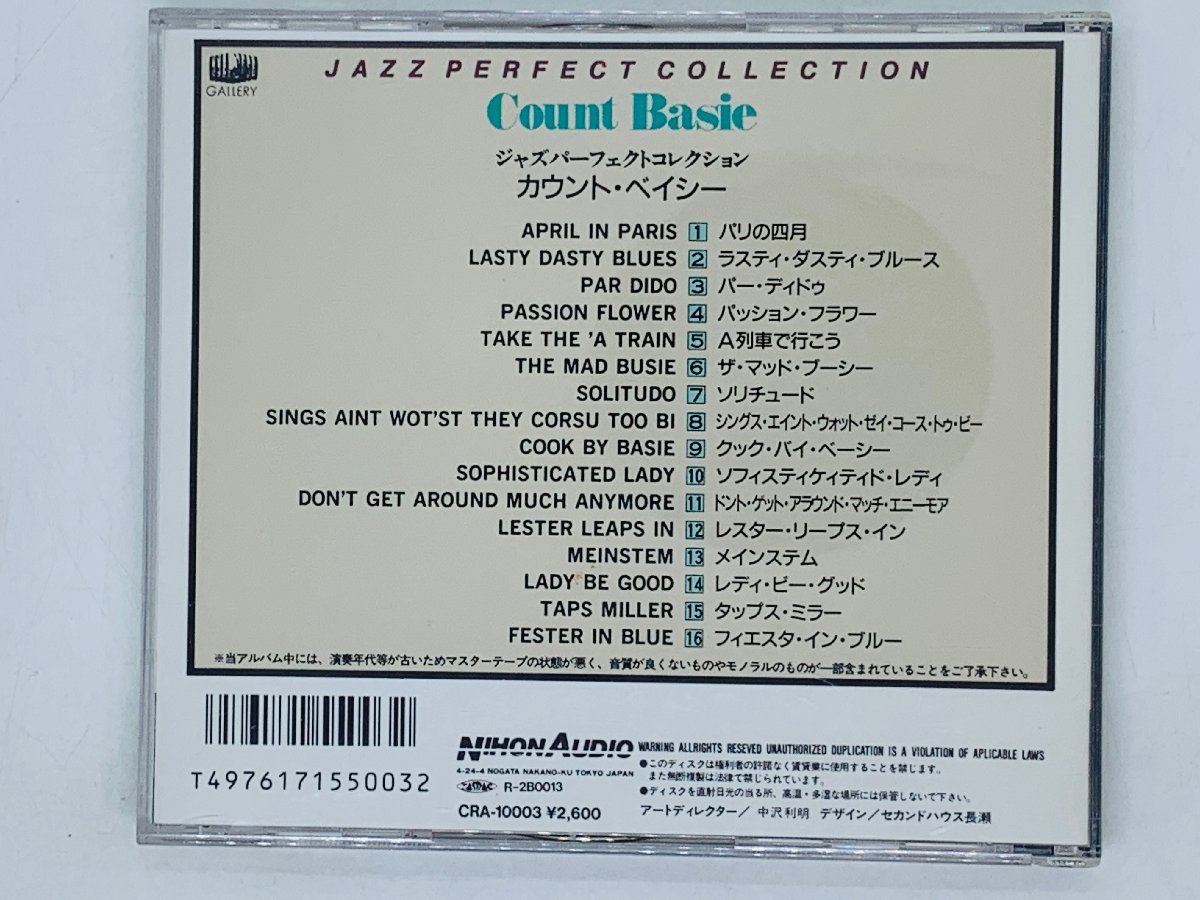 GALLERY
JAZZ PERFECT COLLECTION
Count Basie
ジャズパーフェクトコレクション
カウント・ベイシー
APRIL IN PARIS 1 パリの四月
LASTY DASTY BLUES 2 ラスティ・ダスティ・ブルース
PAR DIDO 3 パー・ディドゥ
PASSION FLOWER 4 パッション・フラワー
TAKE THE 'A TRAIN 5 A列車で行こう
THE MAD BUSIE 6 ザ・マッド・ブーシー
SOLITUDO 7 ソリチュード
SINGS AINT WOT'ST THEY CORSU TOO BI 8 シングス・エイント・ウォット・ゼイ・コース・トゥ・ビー
COOK BY BASIE 9 クック・バイ・ベーシー
SOPHISTICATED LADY 10 ソフィスティケィティド・レディ
DON'T GET AROUND MUCH ANYMORE 11 ドント・ゲット・アラウンド・マッチ・エニーモア
LESTER LEAPS IN 12 レスター・リープス・イン
MEINSTEM 13 メインステム
LADY BE GOOD 14 レディ・ビー・グッド
TAPS MILLER 15 タップス・ミラー
FESTER IN BLUE 16 フィエスタ・イン・ブルー
※当アルバム中には、演奏年代等が古いためマスターテープの状態が悪く、音質が良くないものやモノラルのものが一部含まれていることをご了承下さい。
T4976171550032
NIHON AUDIO
4-24-4 NOGATA NAKANO-KU TOKYO JAPAN
R-2B0013
CRA-10003 ¥2,600
WARNING ALLRIGHTS RESEVED UNAUTHORIZED DUPLICATION IS A VIOLATION OF APLICABLE LAWS
●このディスクは権利者の許諾なく賃貸業に使用することを禁じます。
また無断複製は法律で禁じられています。
●ディスクを直射日光の当る所、高温・多湿な場所には保管しないで下さい。
アートディレクター/ 中沢利明 デザイン/セカンドハウス長瀬